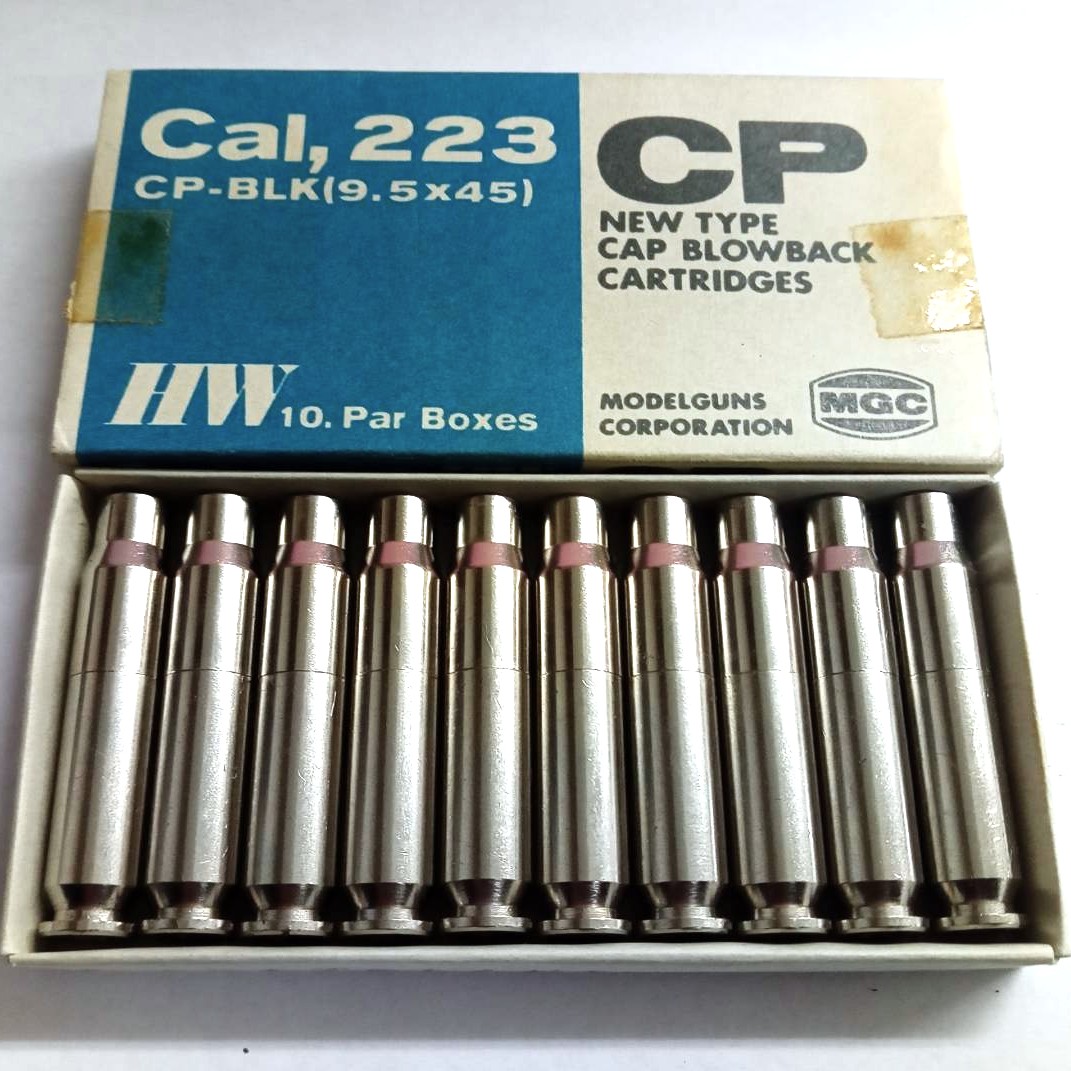 Cal, 223
CP-BLK(9.5x45)
HW 10. Par Boxes
CP
NEW TYPE
CAP BLOWBACK
CARTRIDGES
MODELGUNS
CORPORATION
MGC